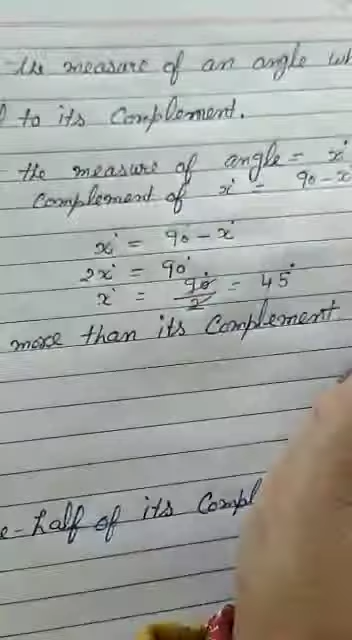 the measure of an angle wh
l to its Complement.
the measure of angle = x°
Complement of x° = 90 - x
x° = 90 - x°
2x° = 90°
x° = 90°/2 = 45°
more than its Complement
e-half of its Compl